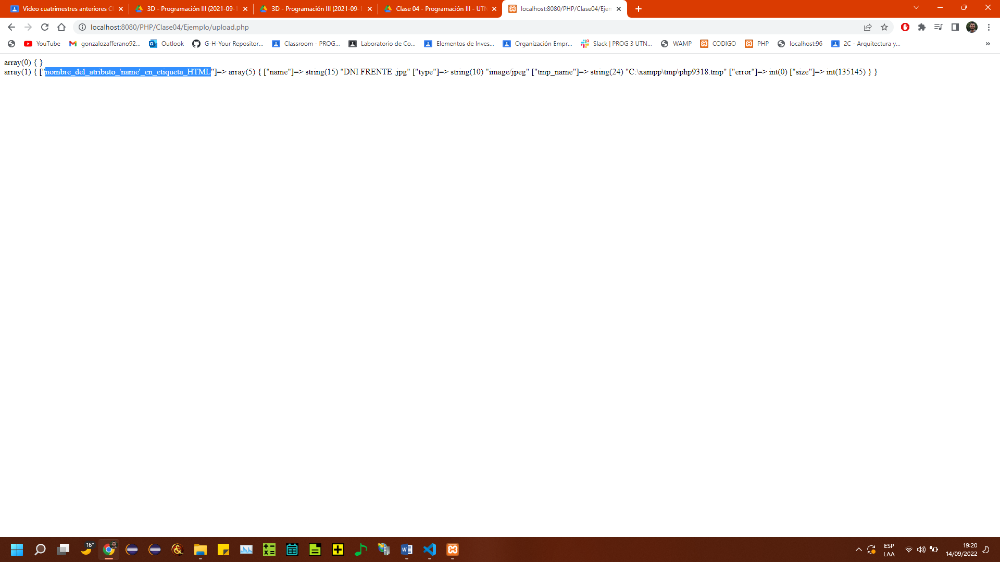 Video cuatrimestres anteriores Cl
3D - Programación III (2021-09-1
3D - Programación III (2021-09-1
Clase 04 - Programación III - UTN
localhost:8080/PHP/Clase04/Ejem
localhost:8080/PHP/Clase04/Ejemplo/upload.php
YouTube
gonzalozafferano92...
Outlook
G-H-Your Repositor...
Classroom - PROG...
Laboratorio de Co...
Elementos de Inves...
Organización Empr...
Slack | PROG 3 UTN...
WAMP
CODIGO
PHP
localhost:96
2C - Arquitectura y...
»
array(0) { }
array(1) { ["nombre_del_atributo_'name'_en_etiqueta_HTML"]=> array(5) { ["name"]=> string(15) "DNI FRENTE .jpg" ["type"]=> string(10) "image/jpeg" ["tmp_name"]=> string(24) "C:\xampp\tmp\php9318.tmp" ["error"]=> int(0) ["size"]=> int(135145) } }
16°
ESP
LAA
19:20
14/09/2022